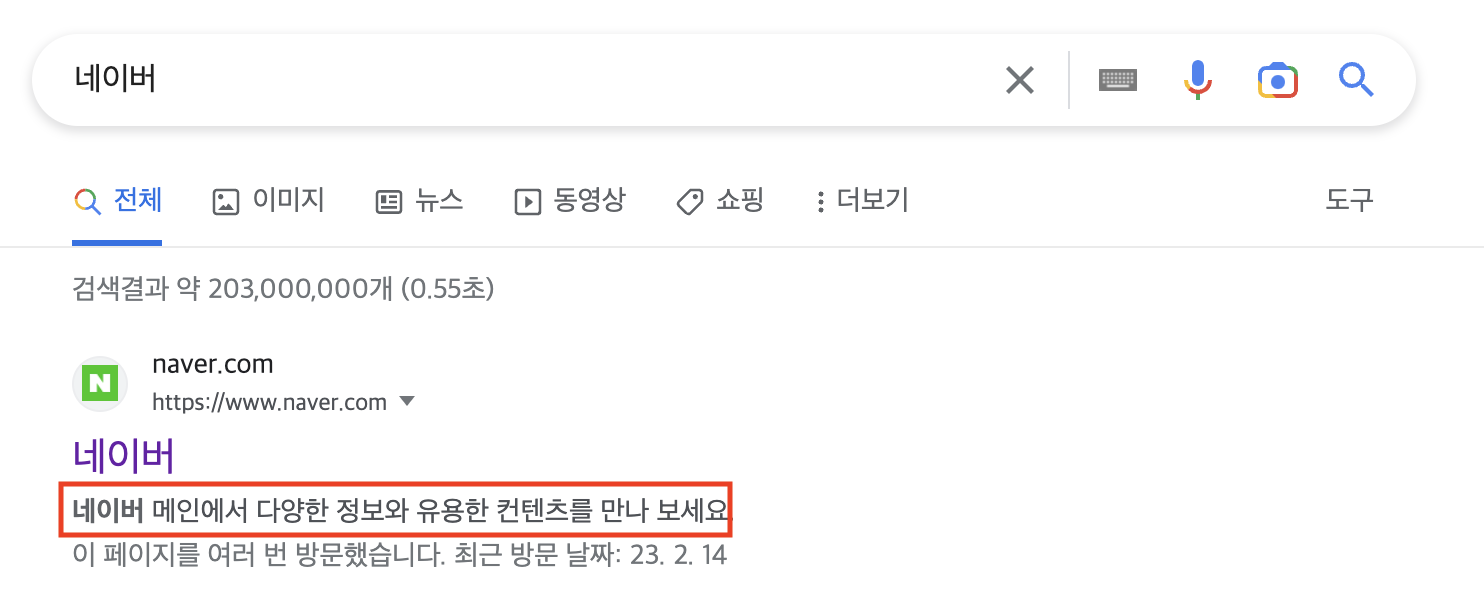 네이버
전체 이미지 뉴스 동영상 쇼핑 더보기 도구
검색결과 약 203,000,000개 (0.55초)
N
naver.com
https://www.naver.com
네이버
네이버 메인에서 다양한 정보와 유용한 컨텐츠를 만나 보세요.
이 페이지를 여러 번 방문했습니다. 최근 방문 날짜: 23. 2. 14